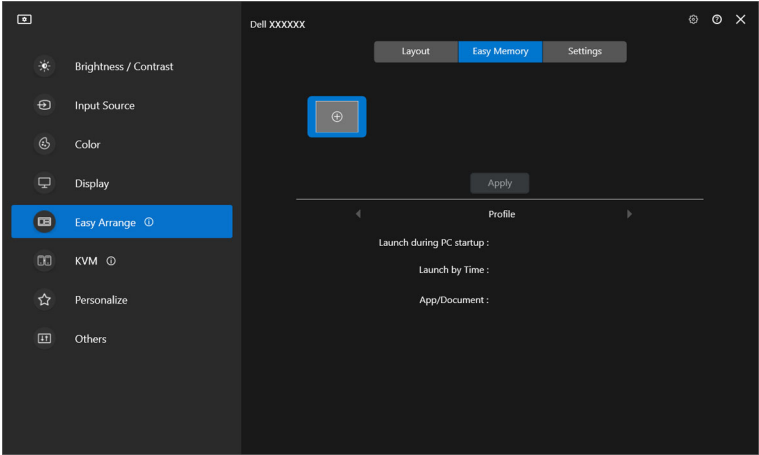 Dell XXXXXX
Layout
Easy Memory
Settings
Brightness / Contrast
Input Source
Color
Display
Easy Arrange
KVM
Personalize
Others
Apply
Profile
Launch during PC startup :
Launch by Time :
App/Document :